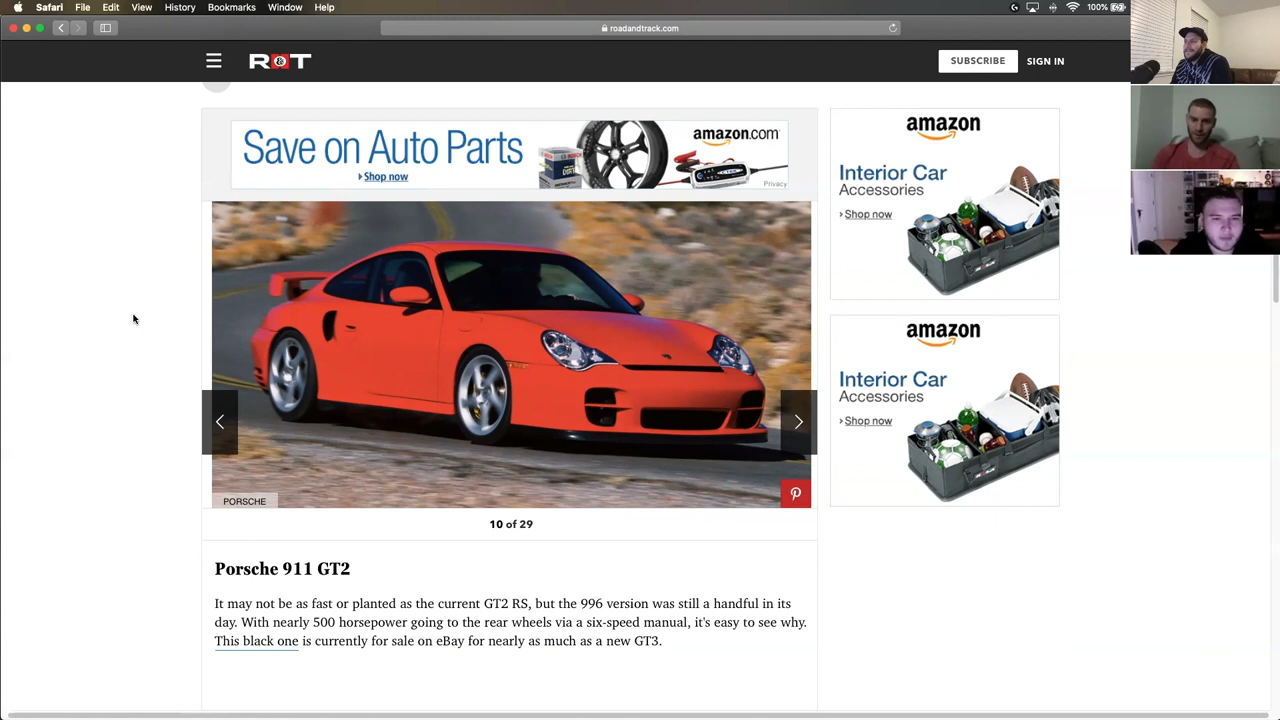 Safari File Edit View History Bookmarks Window Help
100%
roadandtrack.com
R&T
SUBSCRIBE SIGN IN
Save on Auto Parts
Shop now
amazon.com
Privacy
amazon
Interior Car
Accessories
Shop now
PORSCHE
10 of 29
amazon
Interior Car
Accessories
Shop now
Porsche 911 GT2
It may not be as fast or planted as the current GT2 RS, but the 996 version was still a handful in its
day. With nearly 500 horsepower going to the rear wheels via a six-speed manual, it's easy to see why.
This black one is currently for sale on eBay for nearly as much as a new GT3.